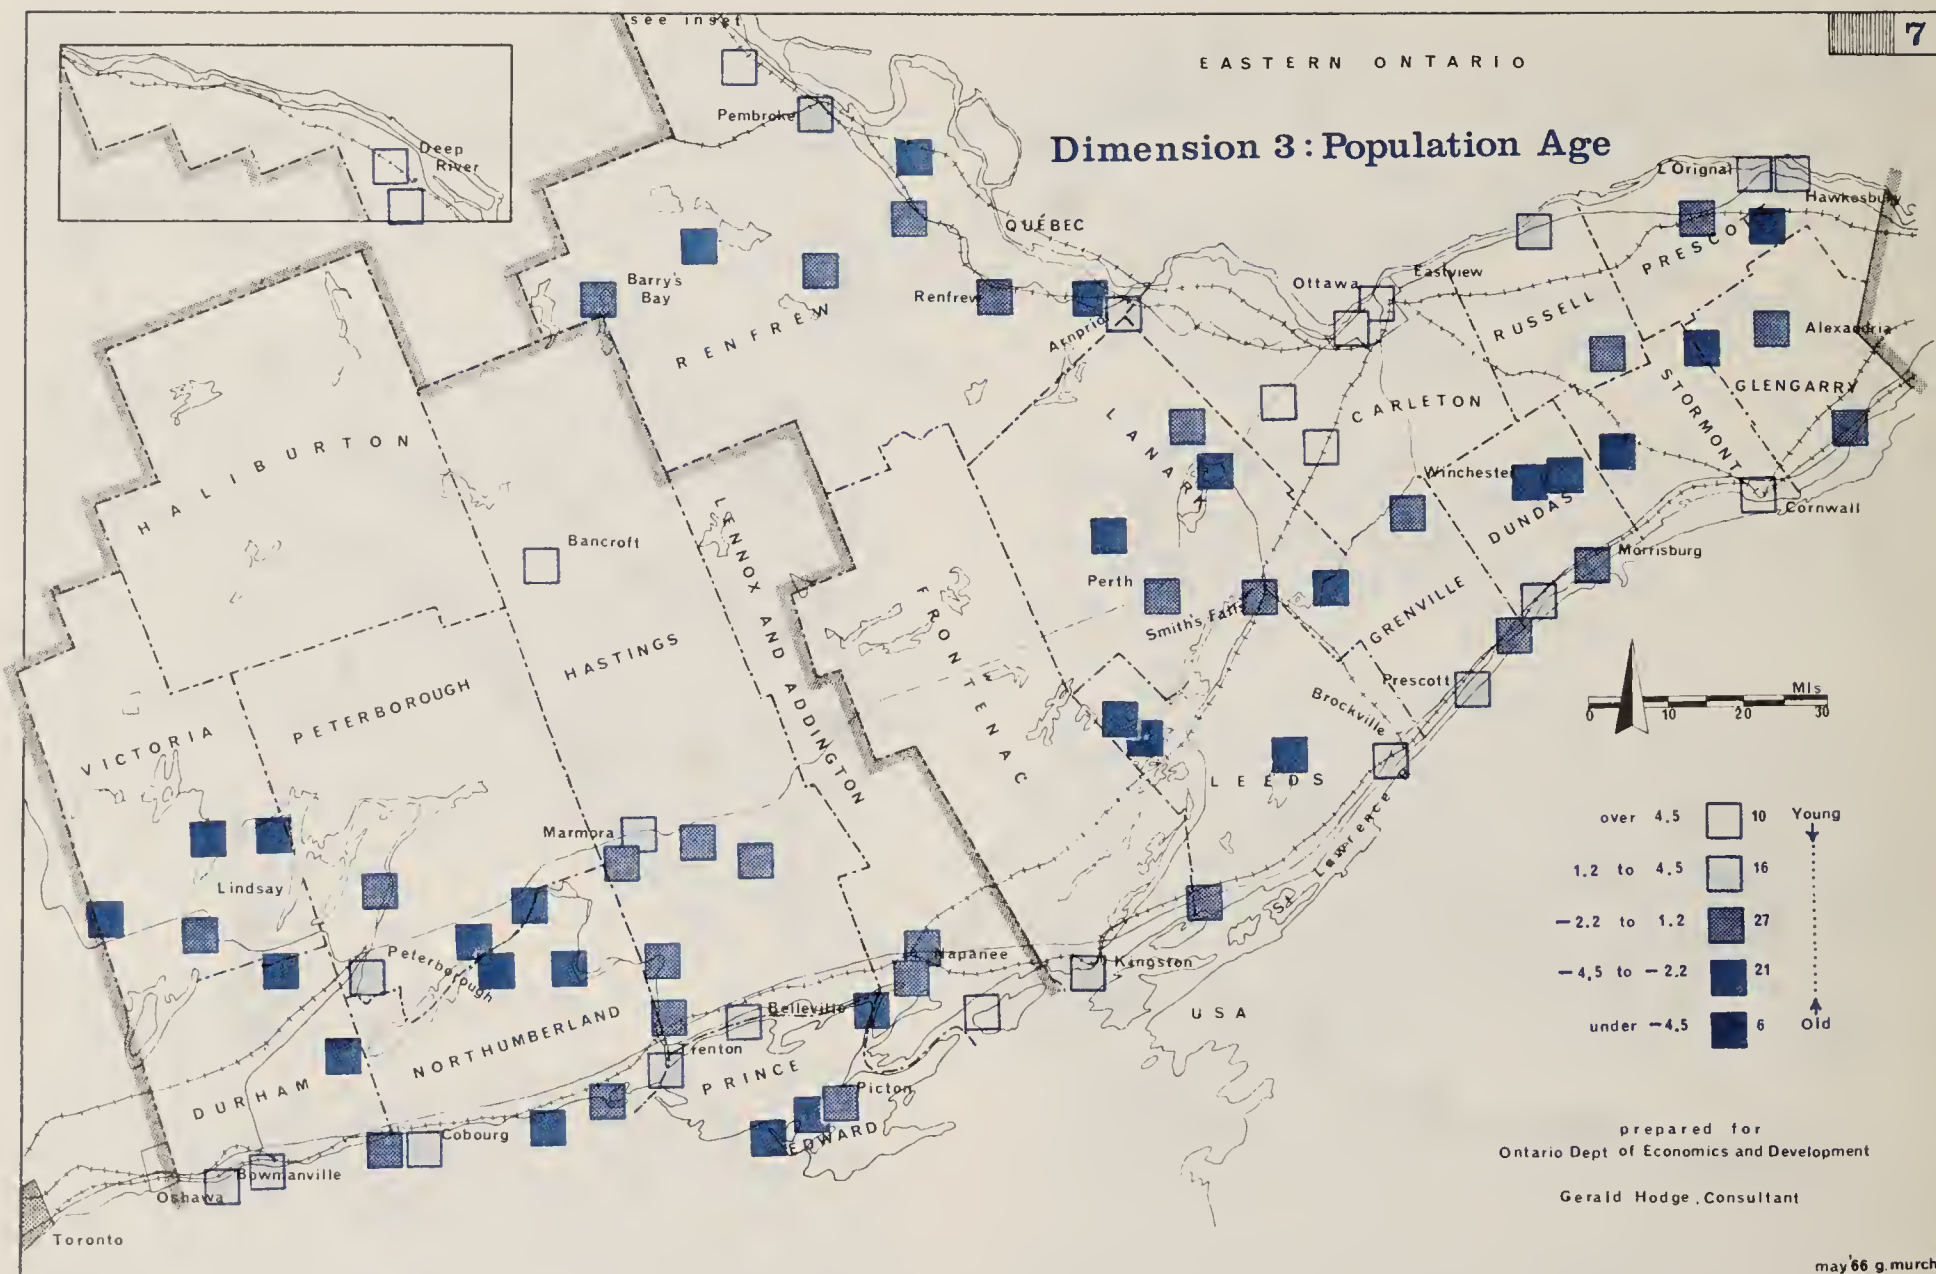 see inset
7
EASTERN ONTARIO
Dimension 3: Population Age
Pembroke
Deep
River
L'Orignal
Hawkesbury
QUÉBEC
PRESCOTT
Barry's
Bay
Ottawa
Eastview
Renfrew
RENFREW
Arnprior
RUSSELL
Alexandria
STORMONT
GLENGARRY
HALIBURTON
LANARK
CARLETON
Winchester
DUNDAS
Cornwall
LENNOX AND ADDINGTON
Bancroft
FRONTENAC
Perth
Morrisburg
Smith's Falls
GRENVILLE
HASTINGS
PETERBOROUGH
VICTORIA
Prescott
Brockville
Mls
0 10 20 30
LEEDS
Marmora
Lindsay
St Lawrence R
over 4.5 10 Young
1.2 to 4.5 16
-2.2 to 1.2 27
-4.5 to -2.2 21
under -4.5 6 Old
Peterborough
Napanee
Kingston
USA
Belleville
NORTHUMBERLAND
Trenton
PRINCE
EDWARD
Picton
DURHAM
Cobourg
Bowmanville
Oshawa
Toronto
prepared for
Ontario Dept of Economics and Development
Gerald Hodge, Consultant
may '66 g. murch